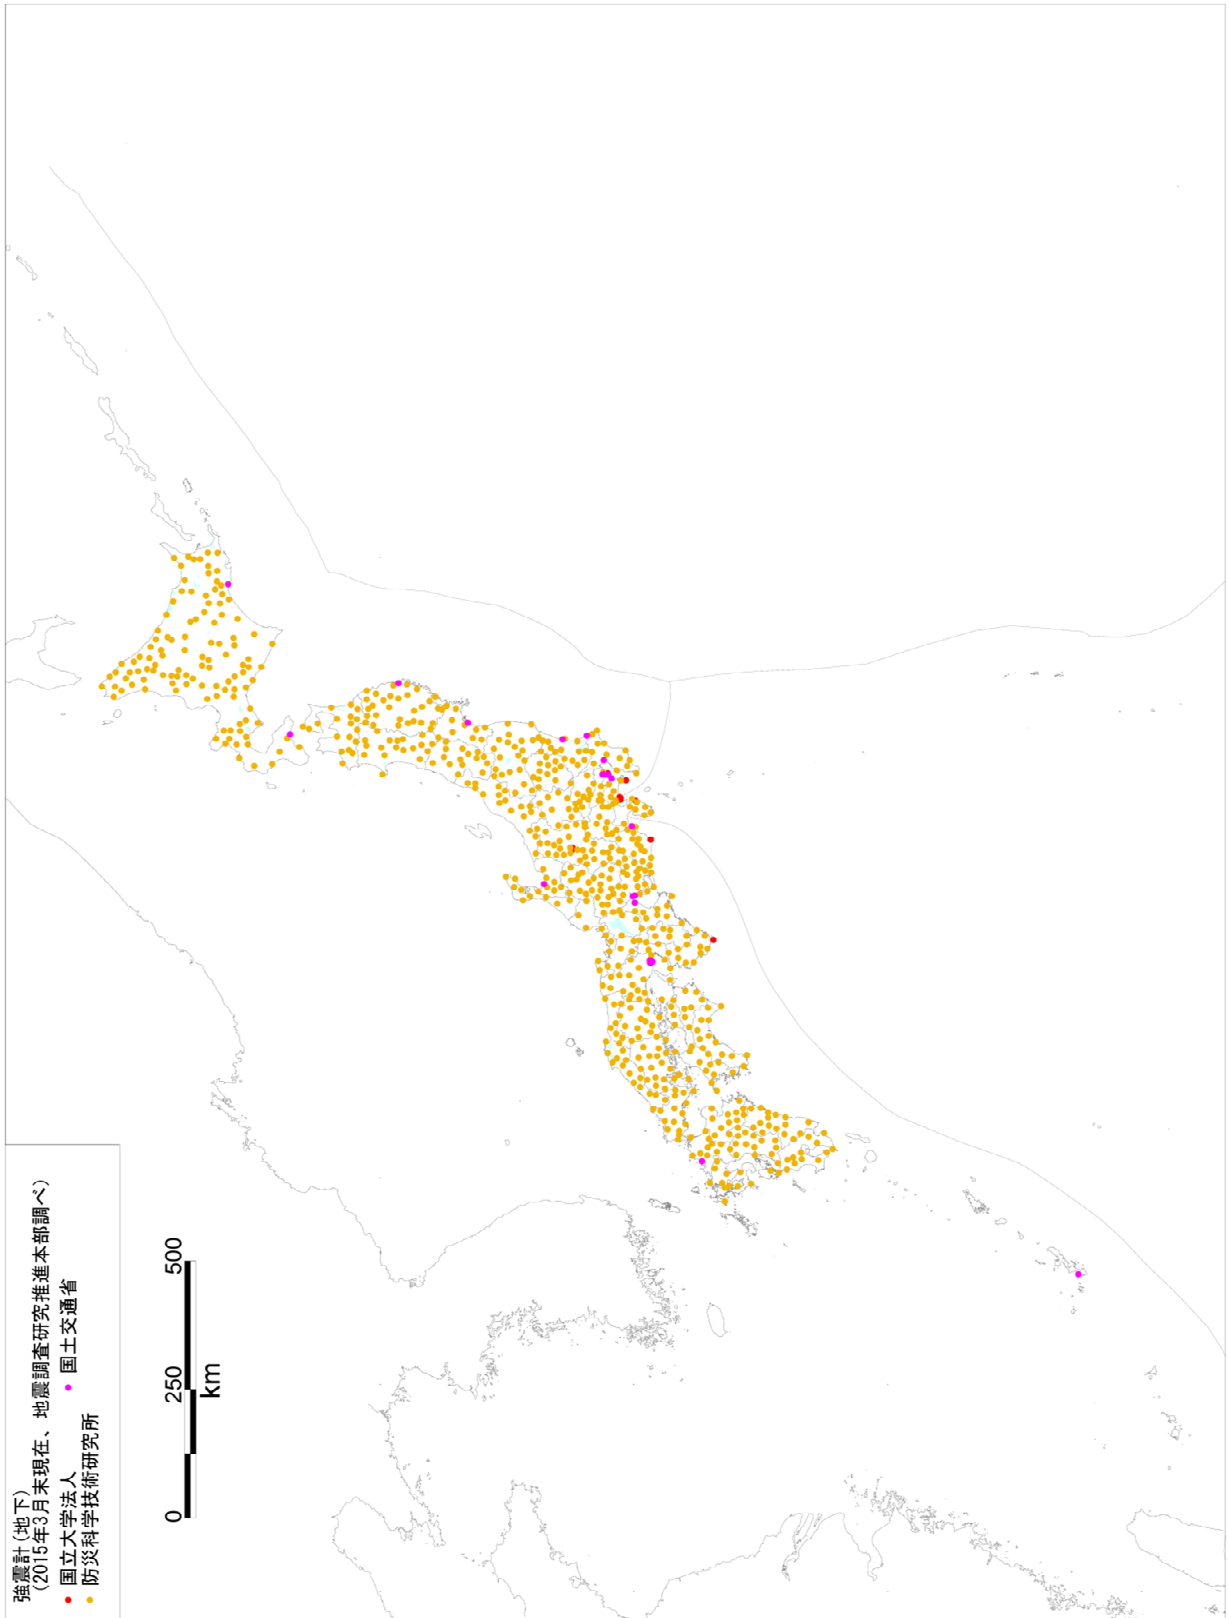 強震計(地下)
(2015年3月末現在、地震調査研究推進本部調べ)
国立大学法人 国土交通省
防災科学技術研究所
0 250 500
km